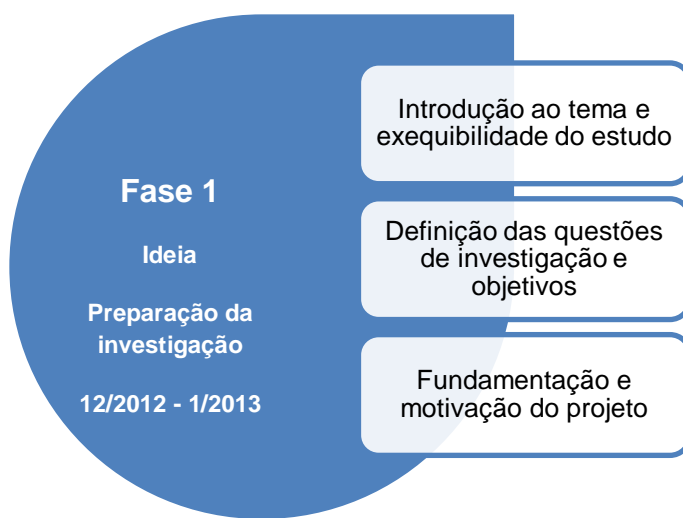 Fase 1
Ideia
Preparação da
investigação
12/2012 - 1/2013
Introdução ao tema e
exequibilidade do estudo
Definição das questões
de investigação e
objetivos
Fundamentação e
motivação do projeto